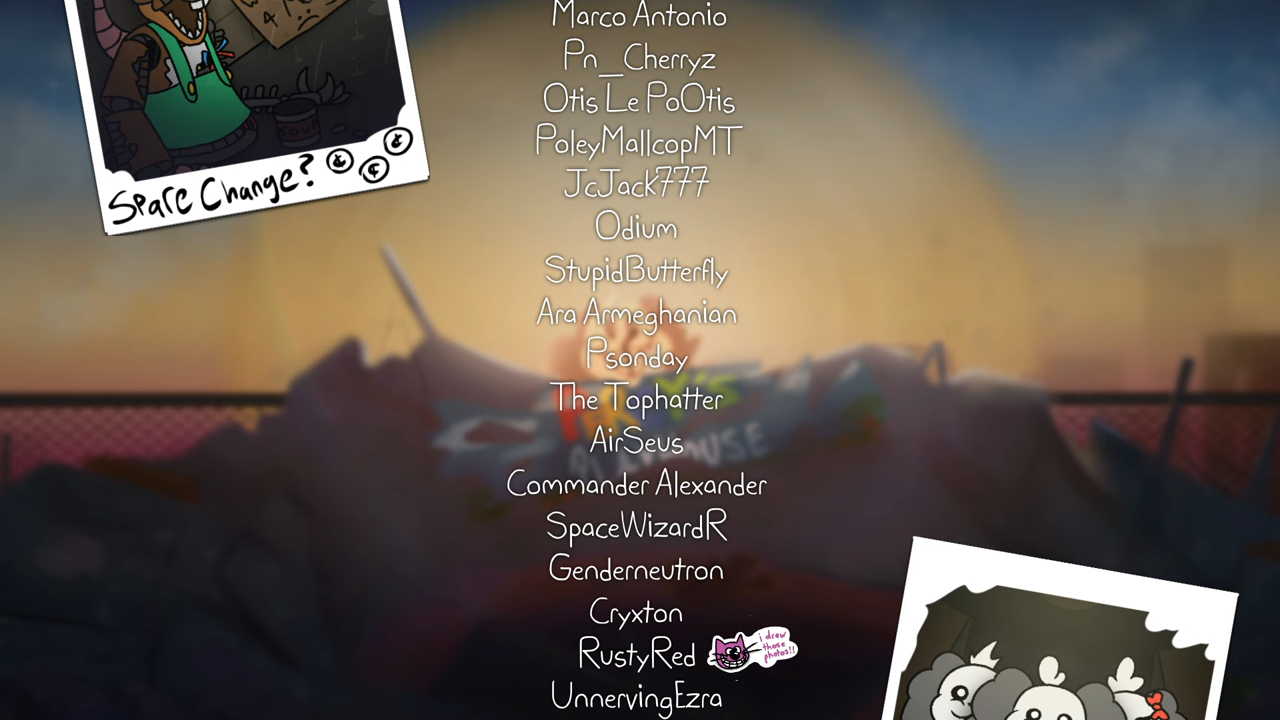 Marco Antonio
Pn_Cherryz
Otis Le PoOtis
PoleyMallcopMT
Spare Change? ¢ ¢ ¢
JcJack777
Odium
StupidButterfly
Ara Armeghanian
Psonday
The Tophatter
AirSeus
Commander Alexander
SpaceWizardR
Genderneutron
Cryxton
RustyRed
i drew
those
photos!!
UnnervingEzra